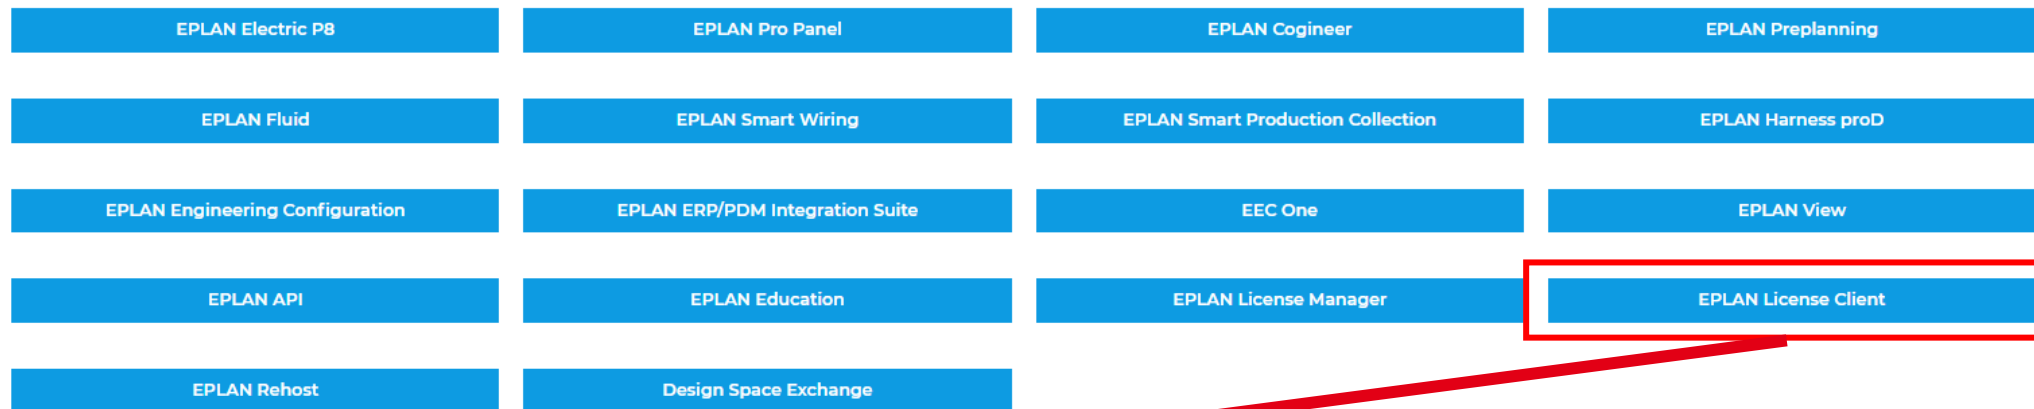 EPLAN Electric P8
EPLAN Pro Panel
EPLAN Cogineer
EPLAN Preplanning
EPLAN Fluid
EPLAN Smart Wiring
EPLAN Smart Production Collection
EPLAN Harness proD
EPLAN Engineering Configuration
EPLAN ERP/PDM Integration Suite
EEC One
EPLAN View
EPLAN API
EPLAN Education
EPLAN License Manager
EPLAN License Client
EPLAN Rehost
Design Space Exchange